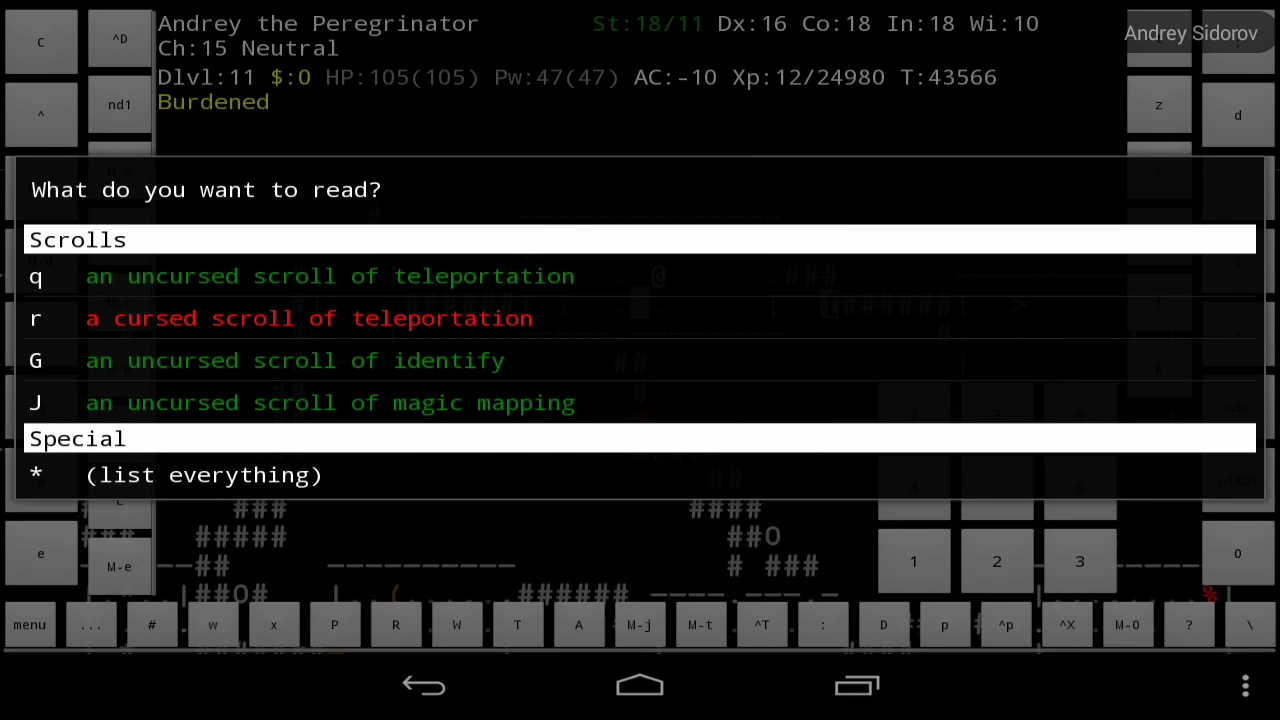 Andrey the Peregrinator St:18/11 Dx:16 Co:18 In:18 Wi:10
Ch:15 Neutral
Dlvl:11 $:0 HP:105(105) Pw:47(47) AC:-10 Xp:12/24980 T:43566
Burdened
Andrey Sidorov
c ^D
^ nd1
z d
What do you want to read?
Scrolls
q an uncursed scroll of teleportation
r a cursed scroll of teleportation
G an uncursed scroll of identify
J an uncursed scroll of magic mapping
Special
* (list everything)
e M-e
1 2 3 0
menu ... # w x P R W T A M-j M-t ^T : D p ^p ^X M-O ? \